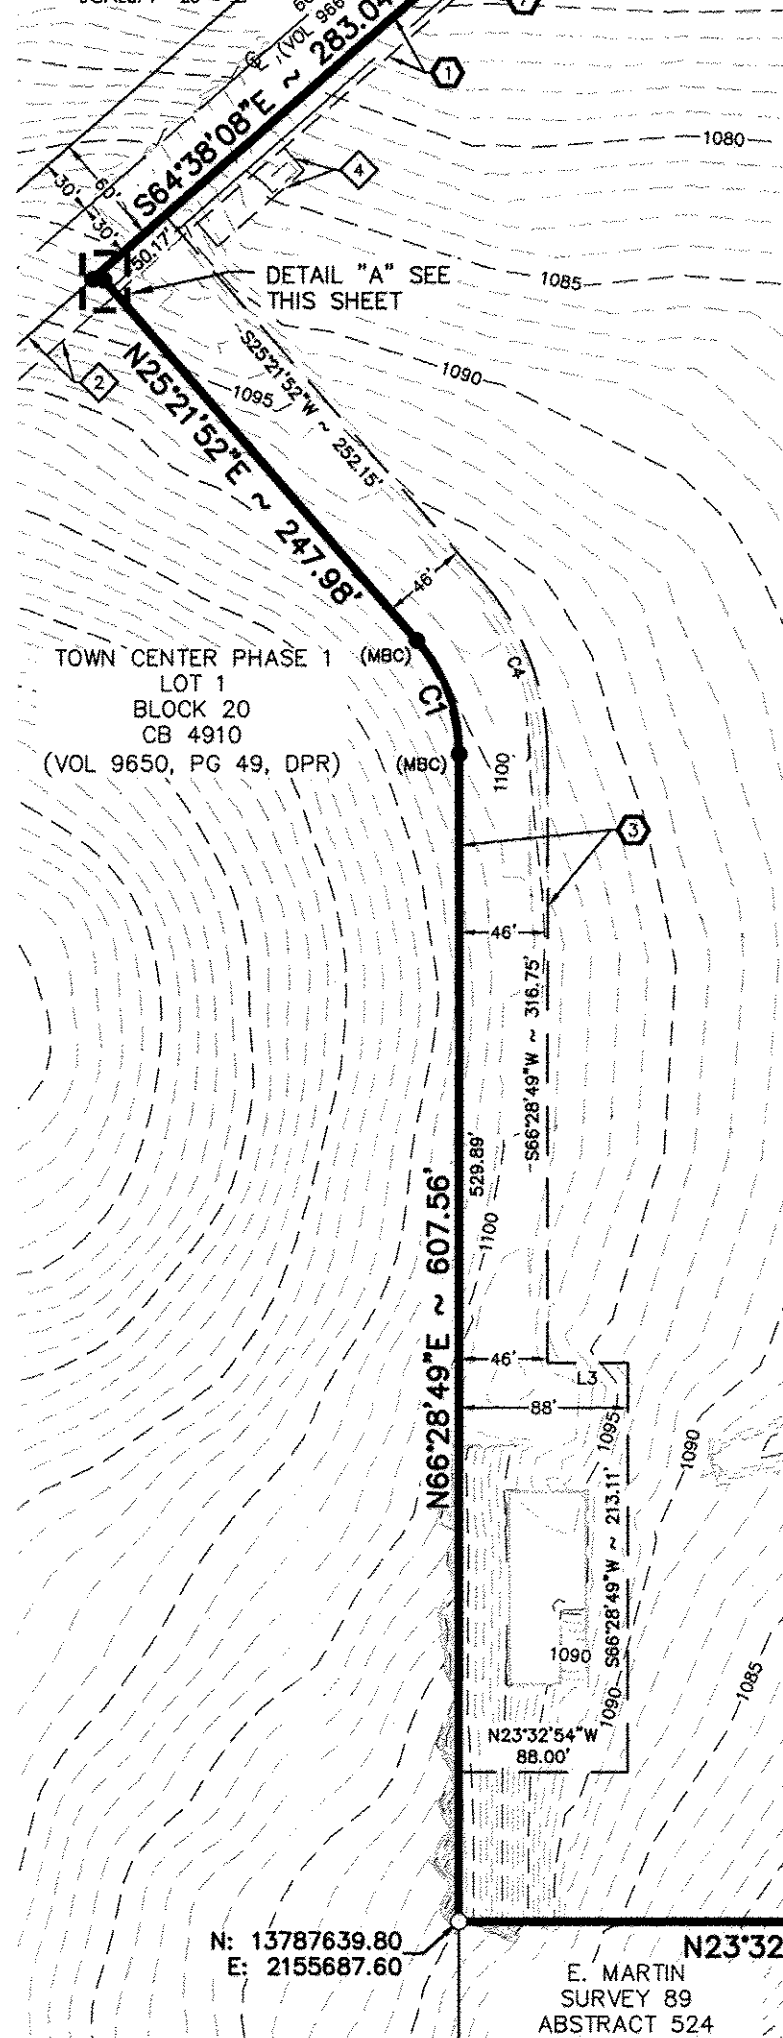 (VOL 966
S64°38'08"E ~ 283.04
1
1080
4
30'
60'
30'
50.17'
DETAIL "A" SEE
THIS SHEET
1085
S25°21'52"W ~ 252.15'
1090
2
1095
N25°21'52"E ~ 247.98'
46'
TOWN CENTER PHASE 1
LOT 1
BLOCK 20
CB 4910
(VOL 9650, PG 49, DPR)
(MBC)
C1
C4
(MBC)
1100
3
46'
S66°28'49"W ~ 316.75'
529.89'
1100
N66°28'49"E ~ 607.56'
46'
L3
88'
1095
1090
S66°28'49"W ~ 213.11'
1090
1090
1085
N23°32'54"W
88.00'
N: 13787639.80
E: 2155687.60
N23°32
E. MARTIN
SURVEY 89
ABSTRACT 524